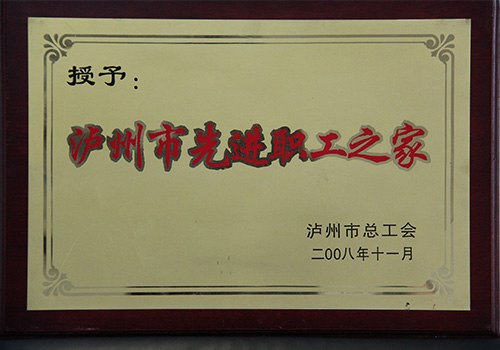 授予：
泸州市先进职工之家
泸州市总工会
二00八年十一月